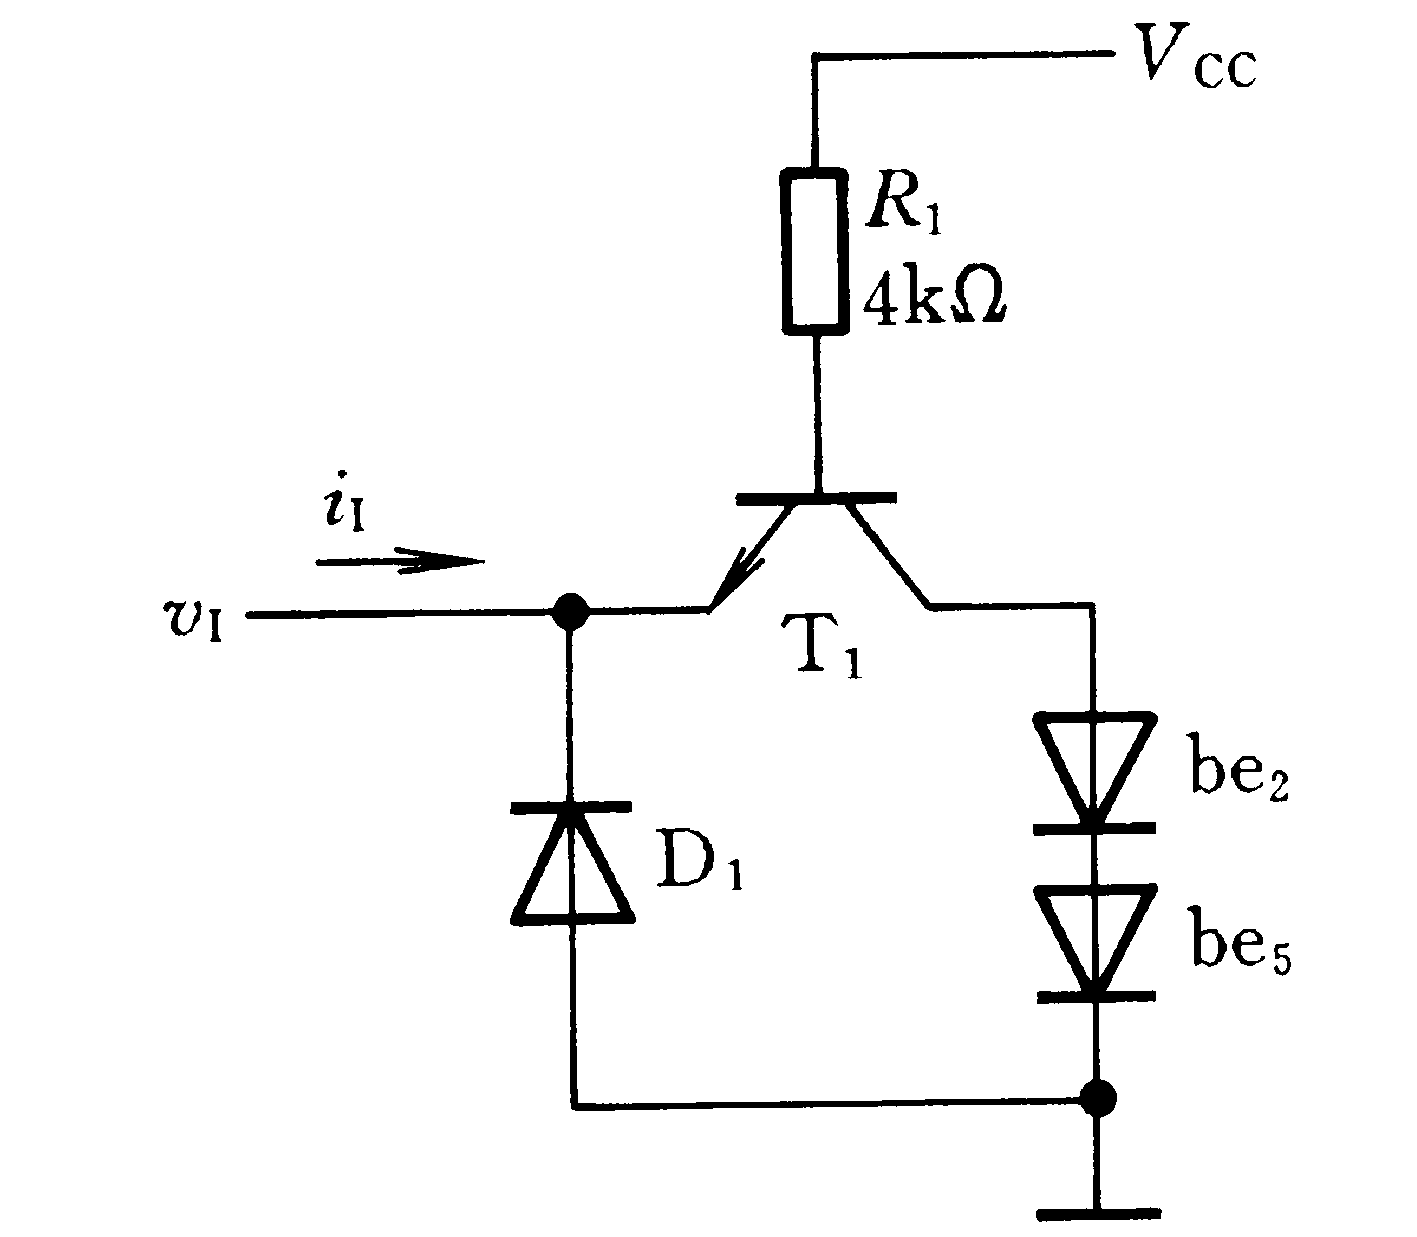 V_CC
R_1
4kΩ
i_I
v_I
T_1
be_2
D_1
be_5